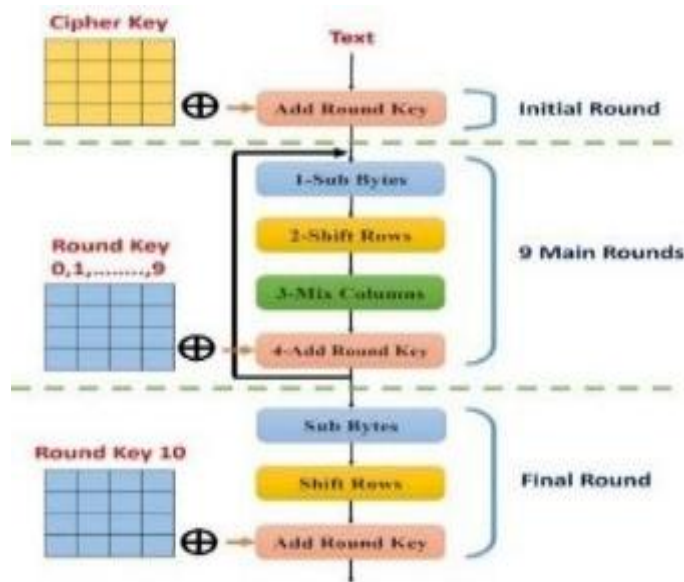 Cipher Key
Text
Add Round Key
Initial Round
1-Sub Bytes
2-Shift Rows
Round Key
0,1,........,9
9 Main Rounds
3-Mix Columns
4-Add Round Key
Sub Bytes
Round Key 10
Shift Rows
Final Round
Add Round Key